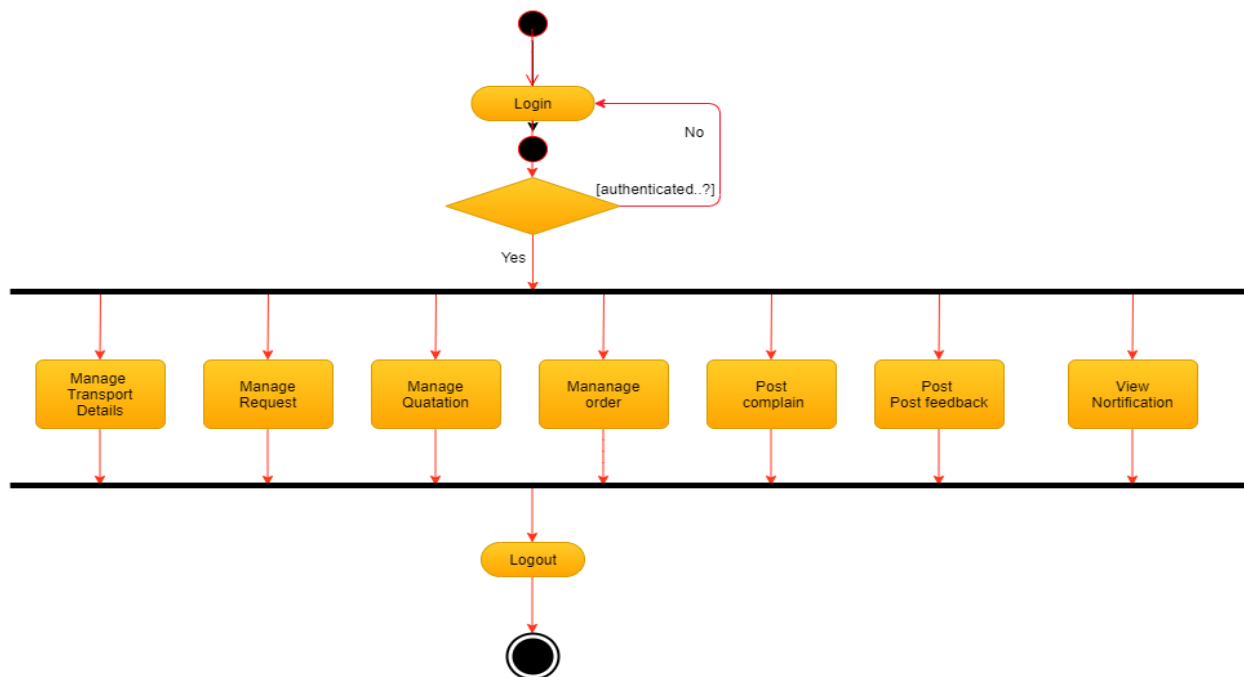 Login
No
[authenticated..?]
Yes
Manage
Transport
Details
Manage
Request
Manage
Quatation
Mananage
order
Post
complain
Post
Post feedback
View
Nortification
Logout